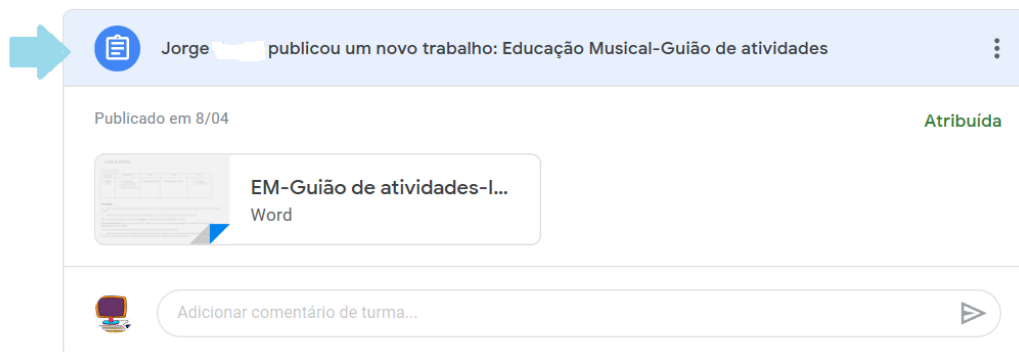 Jorge publicou um novo trabalho: Educação Musical-Guião de atividades
Publicado em 8/04
Atribuída
EM-Guião de atividades-I...
Word
Adicionar comentário de turma...